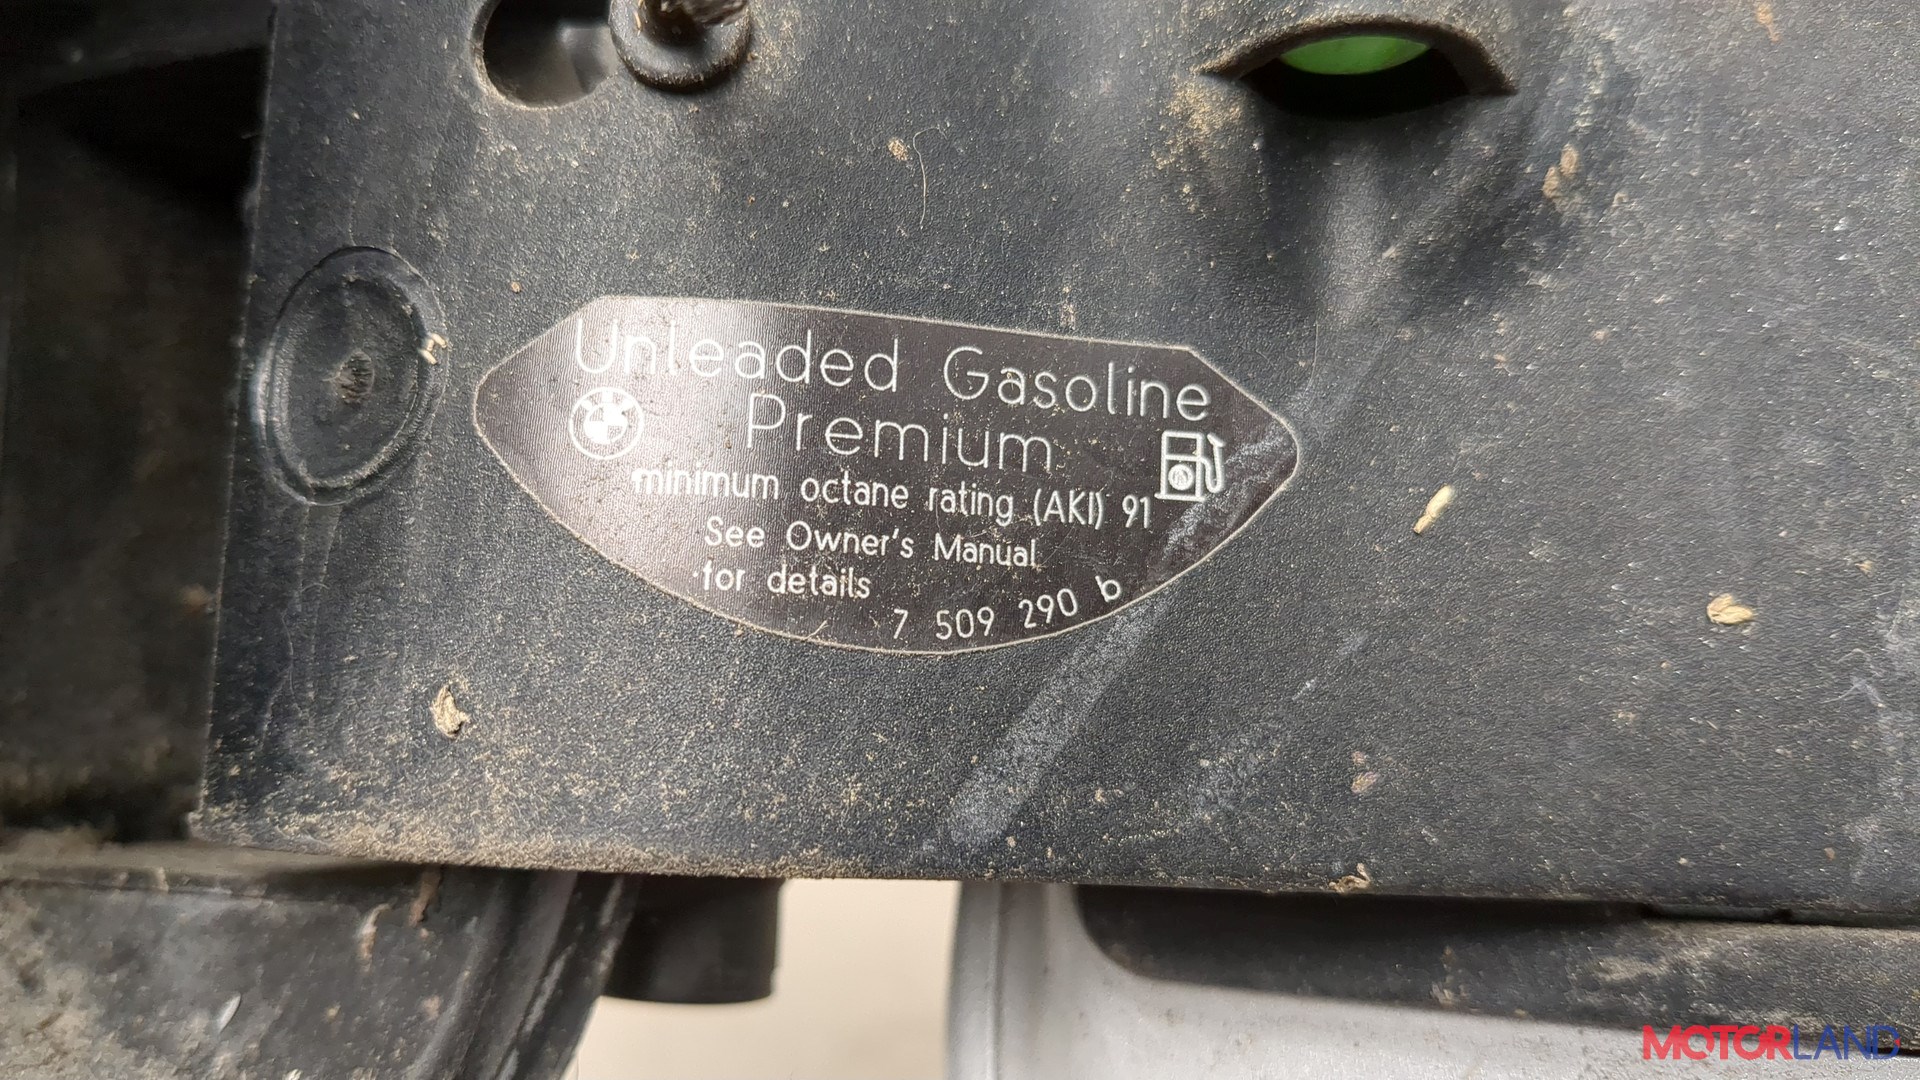 Unleaded Gasoline
Premium
minimum octane rating (AKI) 91
See Owner's Manual
for details
7 509 290 b
MOTORLAND